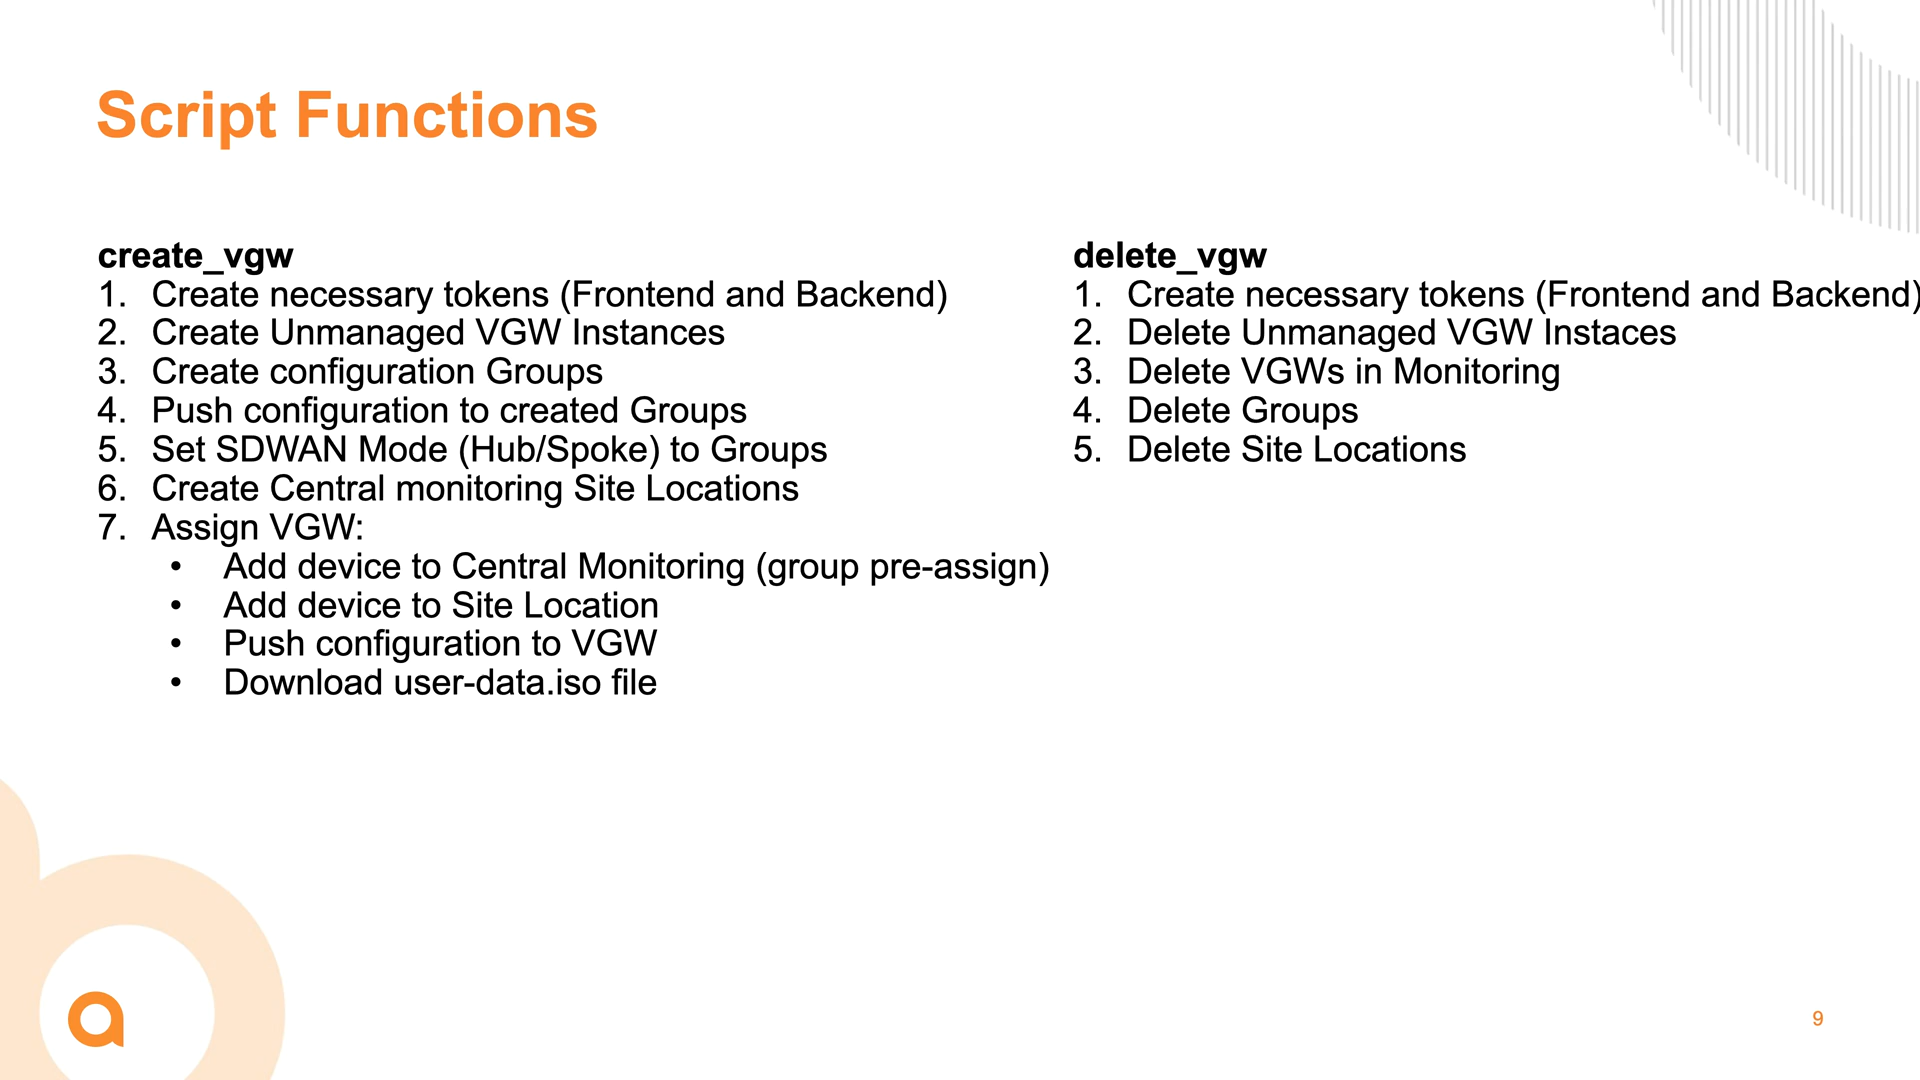 Script Functions
create_vgw
1. Create necessary tokens (Frontend and Backend)
2. Create Unmanaged VGW Instances
3. Create configuration Groups
4. Push configuration to created Groups
5. Set SDWAN Mode (Hub/Spoke) to Groups
6. Create Central monitoring Site Locations
7. Assign VGW:
• Add device to Central Monitoring (group pre-assign)
• Add device to Site Location
• Push configuration to VGW
• Download user-data.iso file
delete_vgw
1. Create necessary tokens (Frontend and Backend)
2. Delete Unmanaged VGW Instaces
3. Delete VGWs in Monitoring
4. Delete Groups
5. Delete Site Locations
9